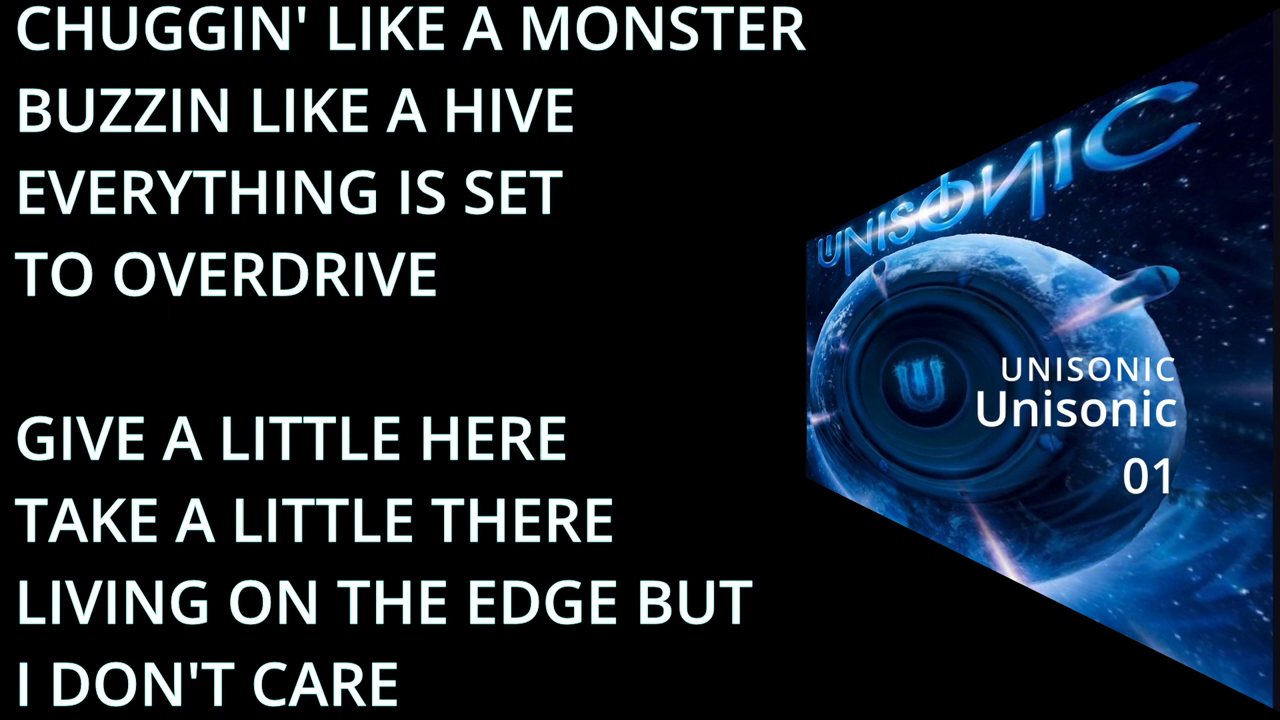 CHUGGIN' LIKE A MONSTER
BUZZIN LIKE A HIVE
EVERYTHING IS SET
TO OVERDRIVE
GIVE A LITTLE HERE
TAKE A LITTLE THERE
LIVING ON THE EDGE BUT
I DON'T CARE
UNISONIC
U
UNISONIC
Unisonic
01